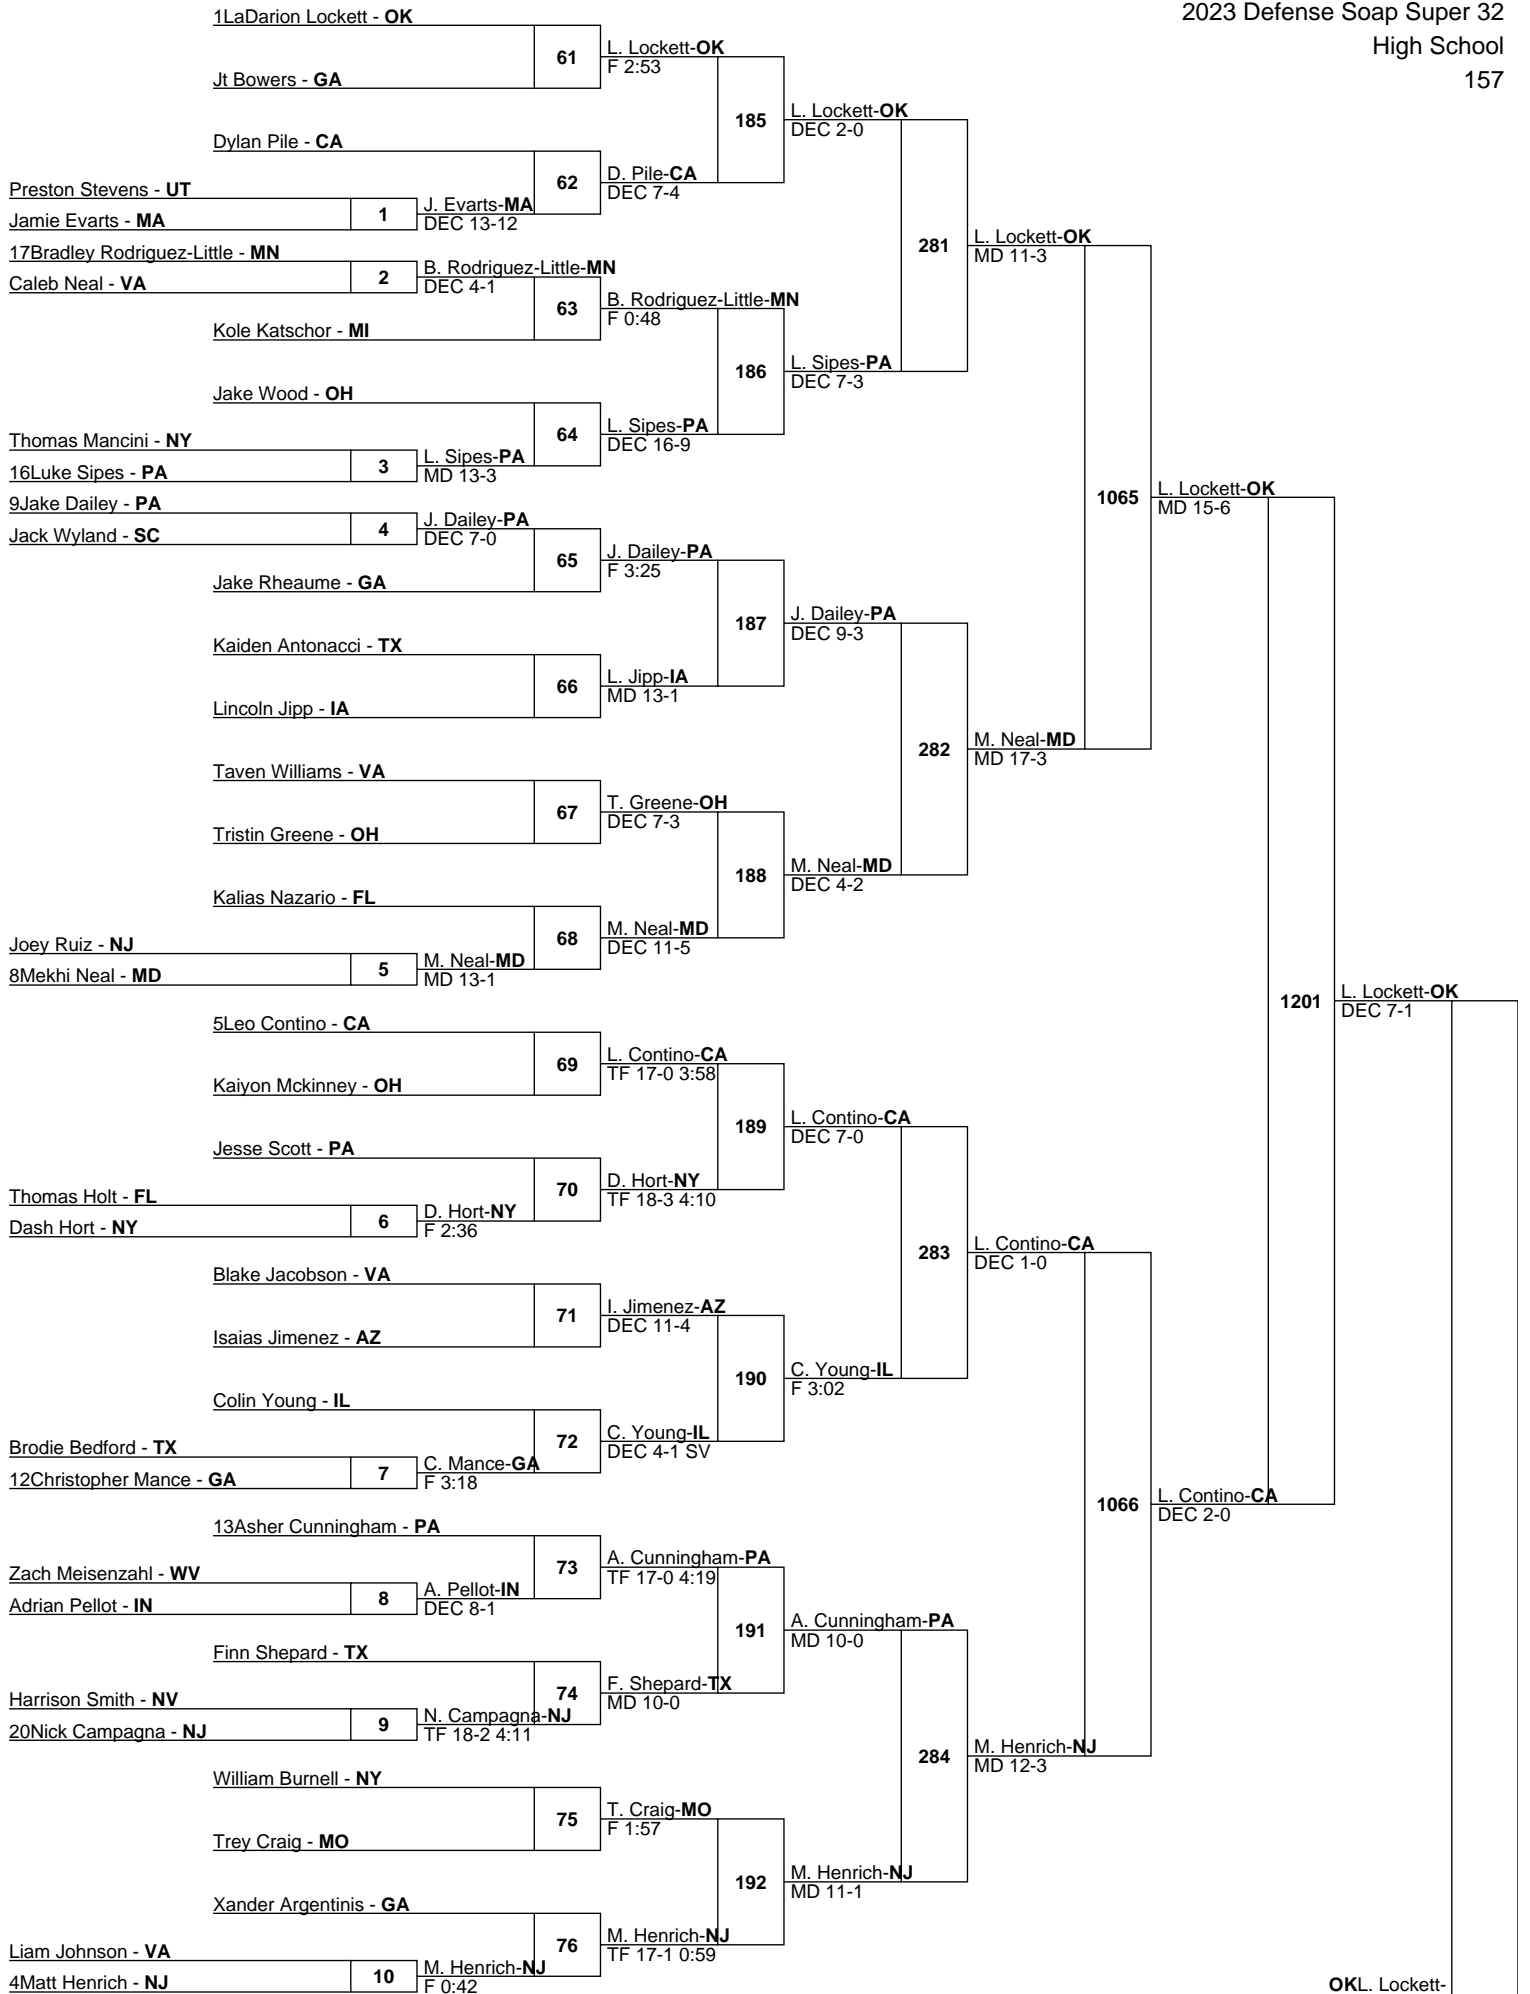 2023 Defense Soap Super 32
High School
157
1LaDarion Lockett - OK
61
L. Lockett-OK
F 2:53
Jt Bowers - GA
185
L. Lockett-OK
DEC 2-0
Dylan Pile - CA
62
D. Pile-CA
DEC 7-4
Preston Stevens - UT
1
J. Evarts-MA
DEC 13-12
Jamie Evarts - MA
281
L. Lockett-OK
MD 11-3
17Bradley Rodriguez-Little - MN
2
B. Rodriguez-Little-MN
DEC 4-1
Caleb Neal - VA
63
B. Rodriguez-Little-MN
F 0:48
Kole Katschor - MI
186
L. Sipes-PA
DEC 7-3
Jake Wood - OH
64
L. Sipes-PA
DEC 16-9
Thomas Mancini - NY
3
L. Sipes-PA
MD 13-3
16Luke Sipes - PA
1065
L. Lockett-OK
MD 15-6
9Jake Dailey - PA
4
J. Dailey-PA
DEC 7-0
Jack Wyland - SC
65
J. Dailey-PA
F 3:25
Jake Rheaume - GA
187
J. Dailey-PA
DEC 9-3
Kaiden Antonacci - TX
66
L. Jipp-IA
MD 13-1
Lincoln Jipp - IA
282
M. Neal-MD
MD 17-3
Taven Williams - VA
67
T. Greene-OH
DEC 7-3
Tristin Greene - OH
188
M. Neal-MD
DEC 4-2
Kalias Nazario - FL
68
M. Neal-MD
DEC 11-5
Joey Ruiz - NJ
5
M. Neal-MD
MD 13-1
8Mekhi Neal - MD
1201
L. Lockett-OK
DEC 7-1
5Leo Contino - CA
69
L. Contino-CA
TF 17-0 3:58
Kaiyon Mckinney - OH
189
L. Contino-CA
DEC 7-0
Jesse Scott - PA
70
D. Hort-NY
TF 18-3 4:10
Thomas Holt - FL
6
D. Hort-NY
F 2:36
Dash Hort - NY
283
L. Contino-CA
DEC 1-0
Blake Jacobson - VA
71
I. Jimenez-AZ
DEC 11-4
Isaias Jimenez - AZ
190
C. Young-IL
F 3:02
Colin Young - IL
72
C. Young-IL
DEC 4-1 SV
Brodie Bedford - TX
7
C. Mance-GA
F 3:18
12Christopher Mance - GA
1066
L. Contino-CA
DEC 2-0
13Asher Cunningham - PA
73
A. Cunningham-PA
TF 17-0 4:19
Zach Meisenzahl - WV
8
A. Pellot-IN
DEC 8-1
Adrian Pellot - IN
191
A. Cunningham-PA
MD 10-0
Finn Shepard - TX
74
F. Shepard-TX
MD 10-0
Harrison Smith - NV
9
N. Campagna-NJ
TF 18-2 4:11
20Nick Campagna - NJ
284
M. Henrich-NJ
MD 12-3
William Burnell - NY
75
T. Craig-MO
F 1:57
Trey Craig - MO
192
M. Henrich-NJ
MD 11-1
Xander Argentinis - GA
76
M. Henrich-NJ
TF 17-1 0:59
Liam Johnson - VA
10
M. Henrich-NJ
F 0:42
4Matt Henrich - NJ
OKL. Lockett-